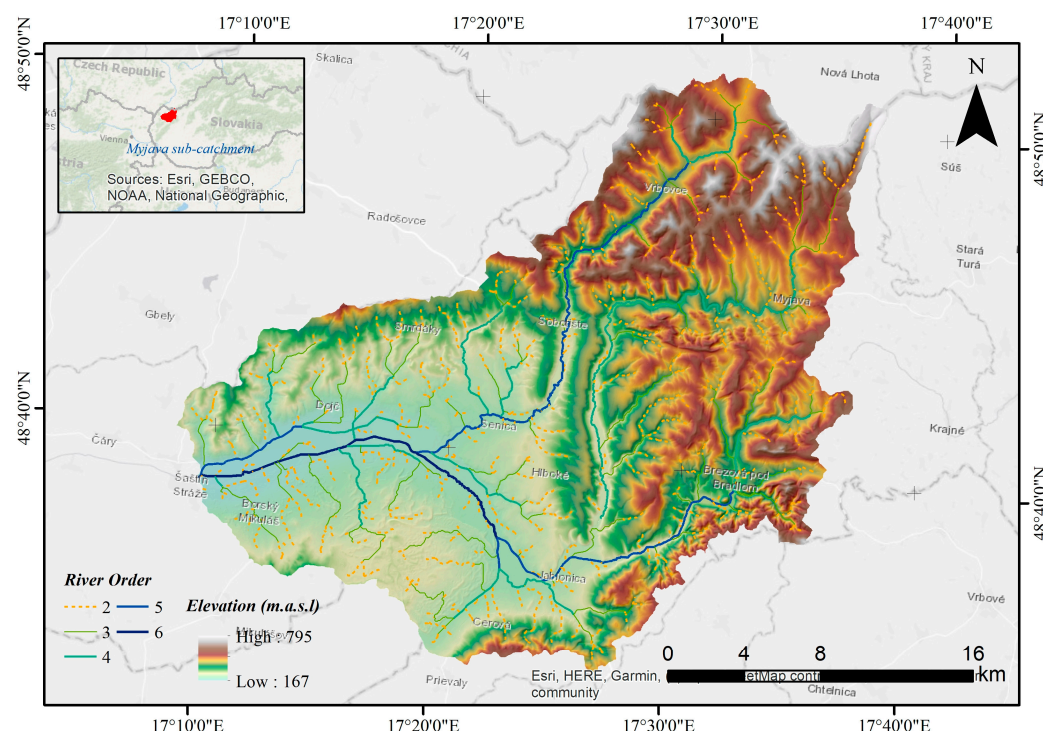 17°10'0"E
17°20'0"E
17°30'0"E
17°40'0"E
48°50'0"N
48°50'0"N
48°40'0"N
48°40'0"N
17°10'0"E
17°20'0"E
17°30'0"E
17°40'0"E
N
Czech Republic
Slovakia
Vienna
Myjava sub-catchment
Budapest
Sources: Esri, GEBCO,
NOAA, National Geographic,
Skalica
Nová Lhota
Súš
Radošovce
Vrbovce
Stará
Turá
Myjava
Gbely
Smrdáky
Sobotište
Dojč
Senica
Krajné
Čáry
Šaštín
Stráže
Hlboké
Brezová pod
Bradlom
Borský
Mikuláš
Jablonica
Cerová
Vrbové
Prievaly
Chtelnica
River Order
2
5
3
6
4
Elevation (m.a.s.l)
High : 795
Low : 167
0
4
8
16
km
Esri, HERE, Garmin,
community